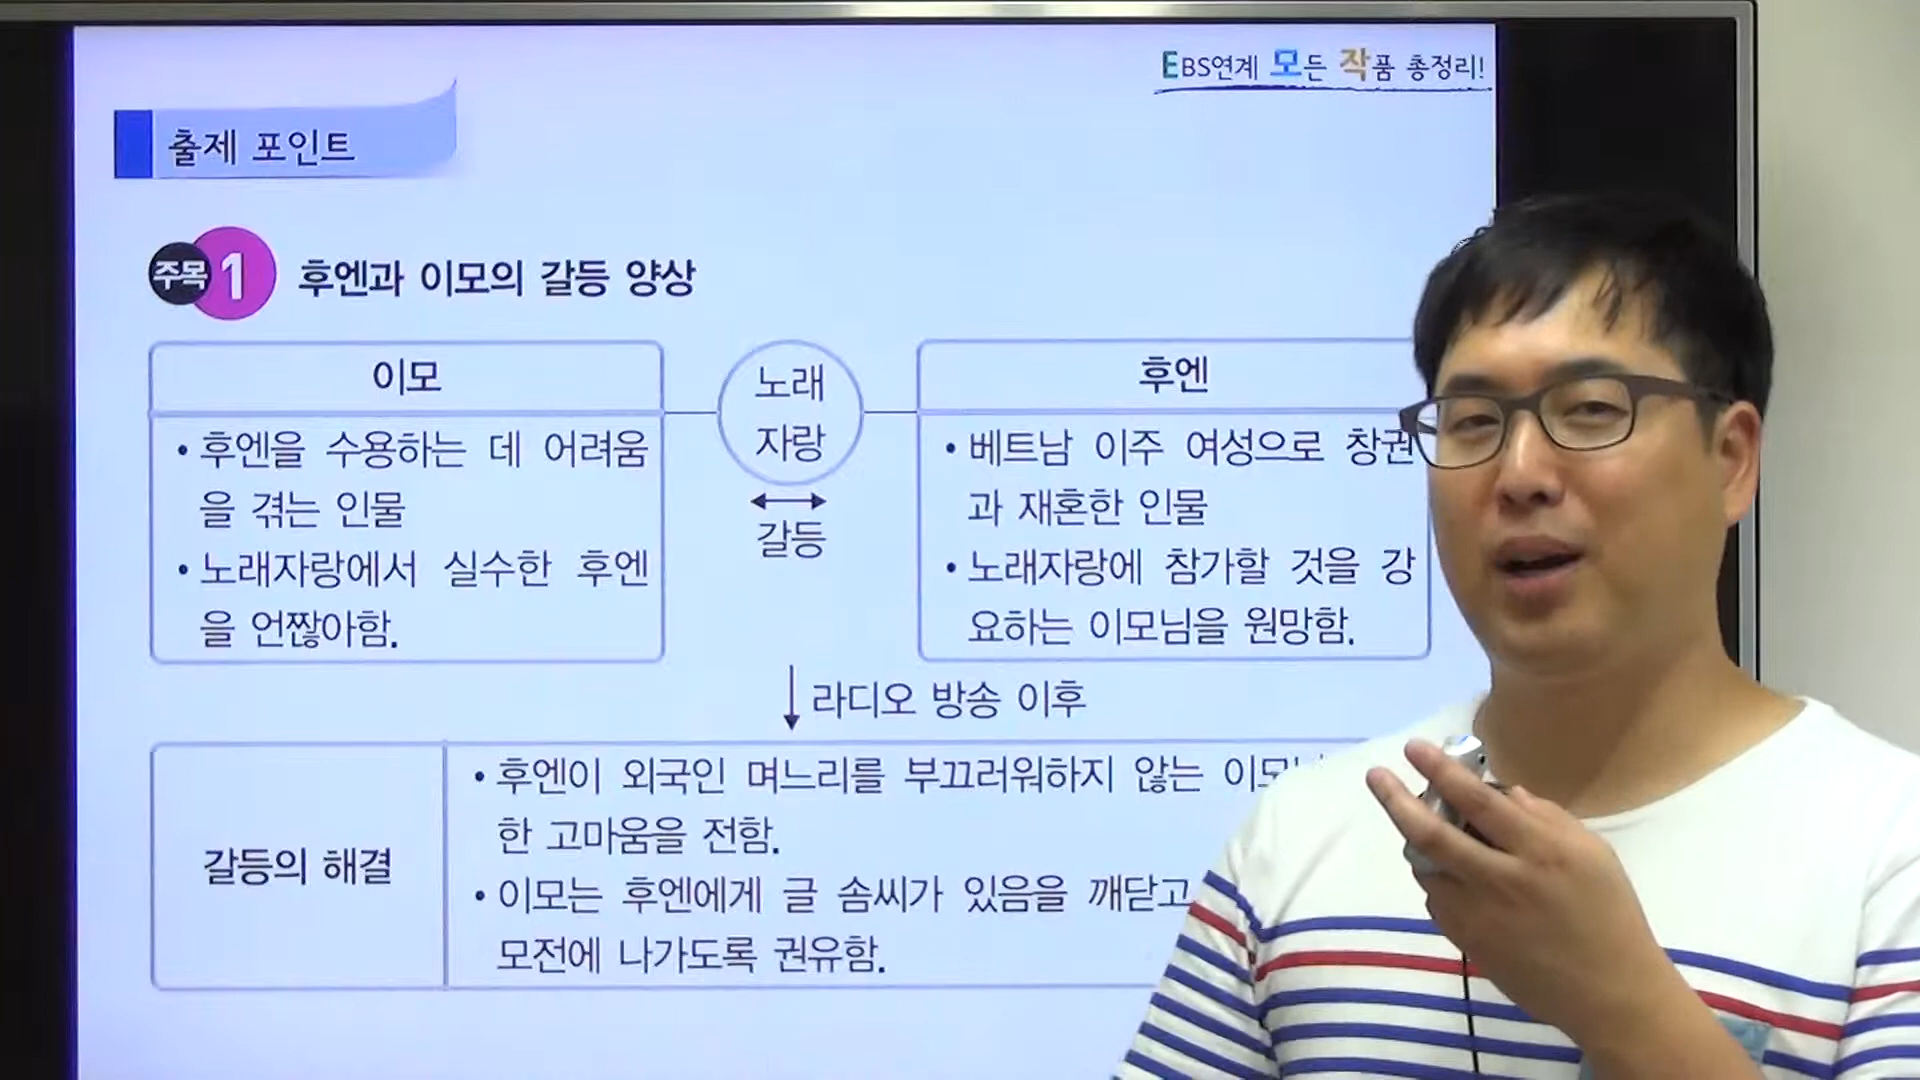 EBS연계 모든 작품 총정리!
출제 포인트
주목 1 후엔과 이모의 갈등 양상
이모
• 후엔을 수용하는 데 어려움
을 겪는 인물
• 노래자랑에서 실수한 후엔
을 언짢아함.
노래
자랑
갈등
후엔
• 베트남 이주 여성으로 창권
과 재혼한 인물
• 노래자랑에 참가할 것을 강
요하는 이모님을 원망함.
라디오 방송 이후
갈등의 해결
• 후엔이 외국인 며느리를 부끄러워하지 않는
한 고마움을 전함.
• 이모는 후엔에게 글 솜씨가 있음을 깨닫고
모전에 나가도록 권유함.